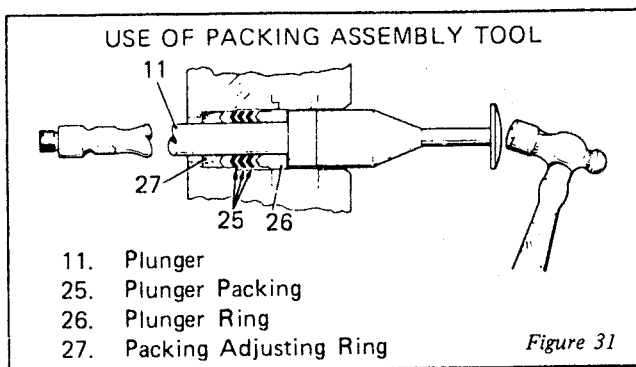 USE OF PACKING ASSEMBLY TOOL
11
27
25
26
11. Plunger
25. Plunger Packing
26. Plunger Ring
27. Packing Adjusting Ring
Figure 31